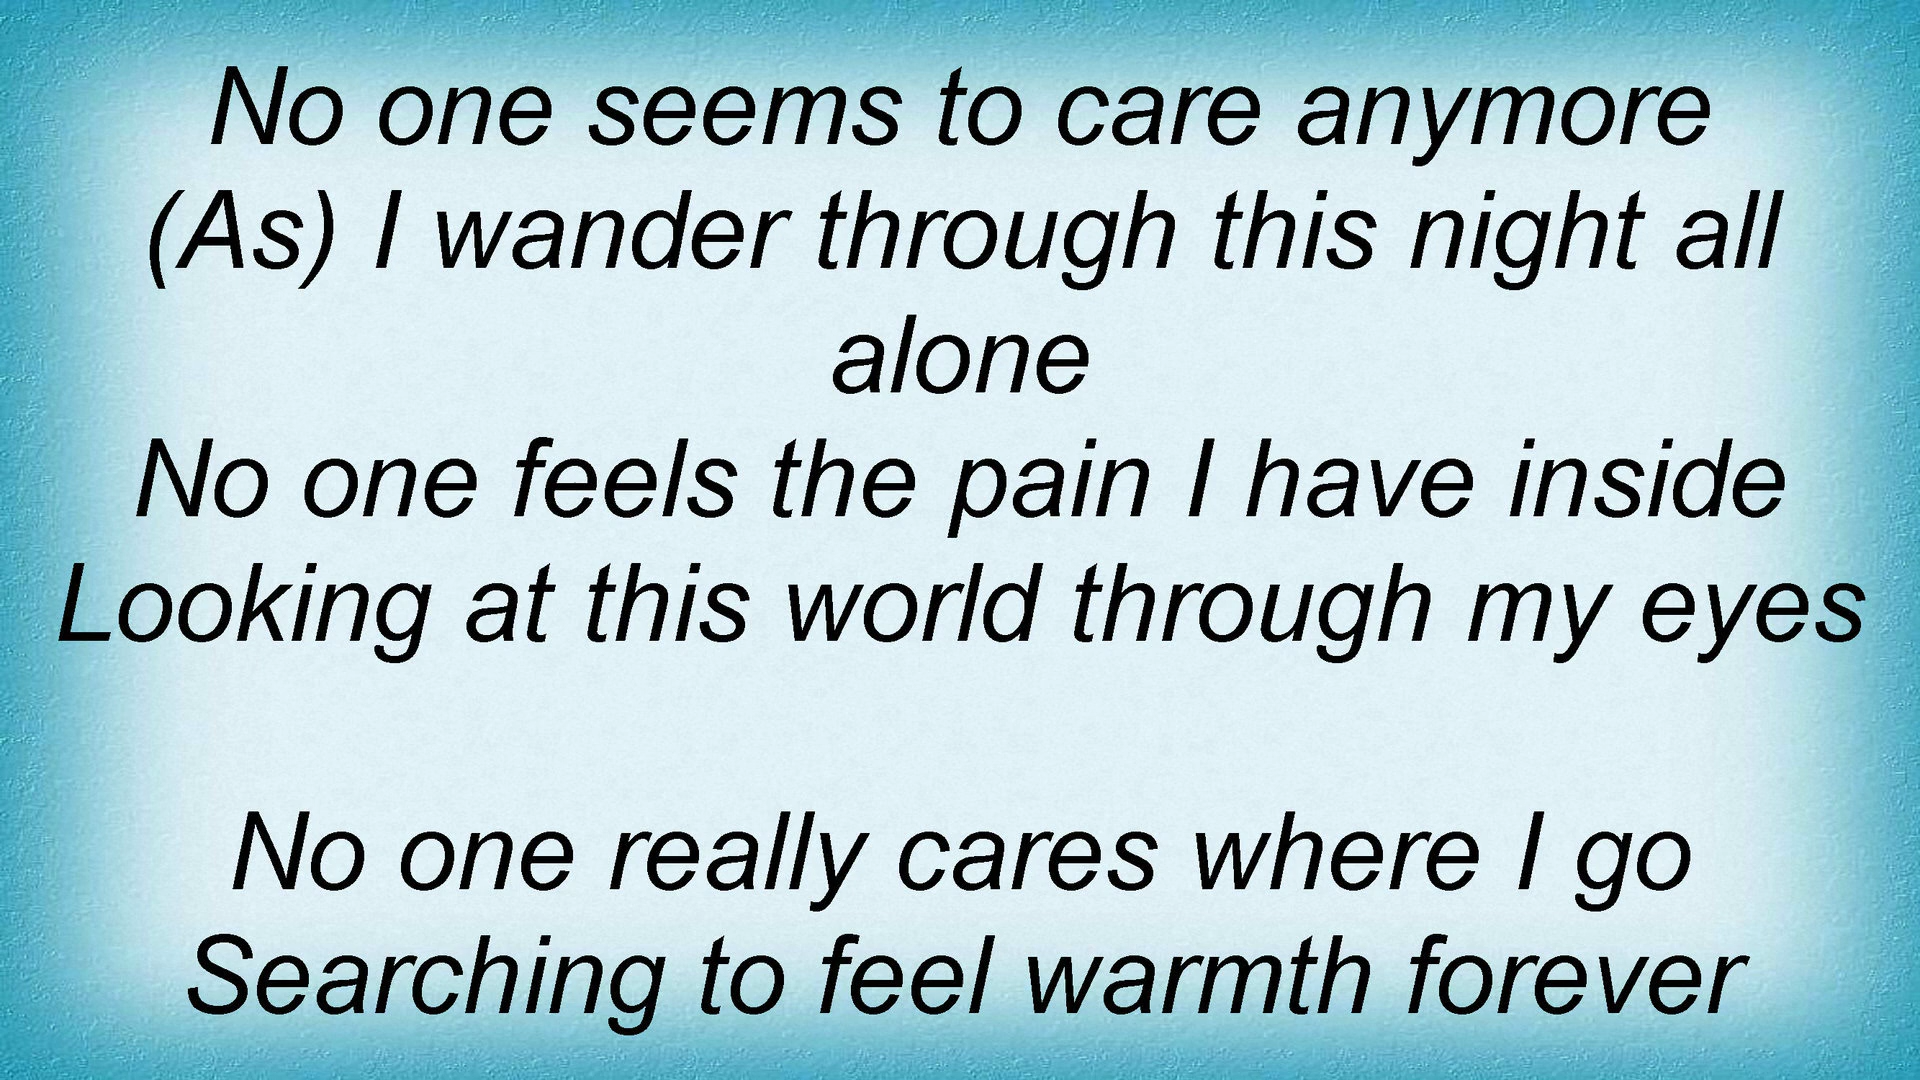 No one seems to care anymore
(As) I wander through this night all
alone
No one feels the pain I have inside
Looking at this world through my eyes
No one really cares where I go
Searching to feel warmth forever